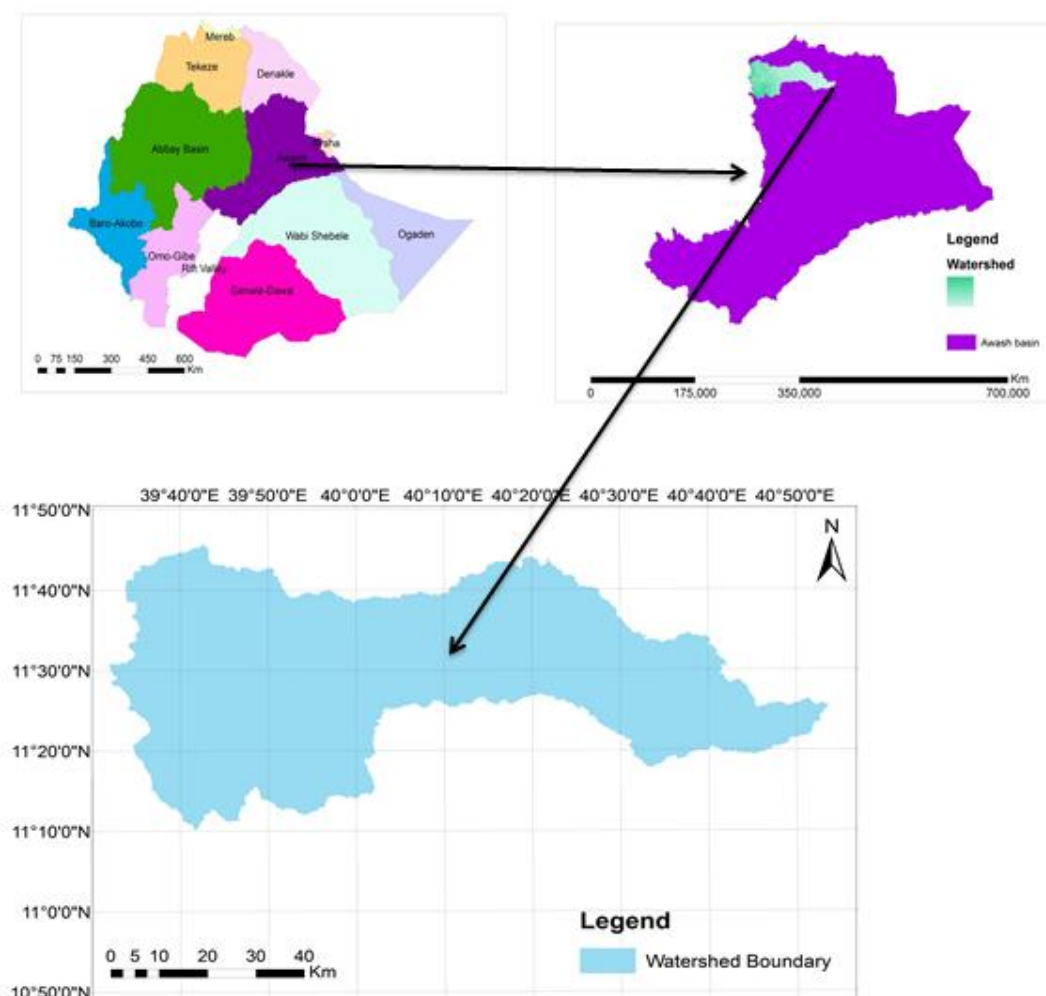 Mereb
Tekeze
Denakle
Abbay Basin
Baro-Akobo
Omo-Gibe
Rift Valley
Wabi Shebele
Ogaden
Genale-Dawa
0 75 150 300 450 600
Km
Legend
Watershed
Awash basin
Km
0 175,000 350,000 700,000
39°40'0"E 39°50'0"E 40°0'0"E 40°10'0"E 40°20'0"E 40°30'0"E 40°40'0"E 40°50'0"E
11°50'0"N
N
11°40'0"N
11°30'0"N
11°20'0"N
11°10'0"N
11°0'0"N
Legend
Watershed Boundary
0 5 10 20 30 40
Km
10°50'0"N